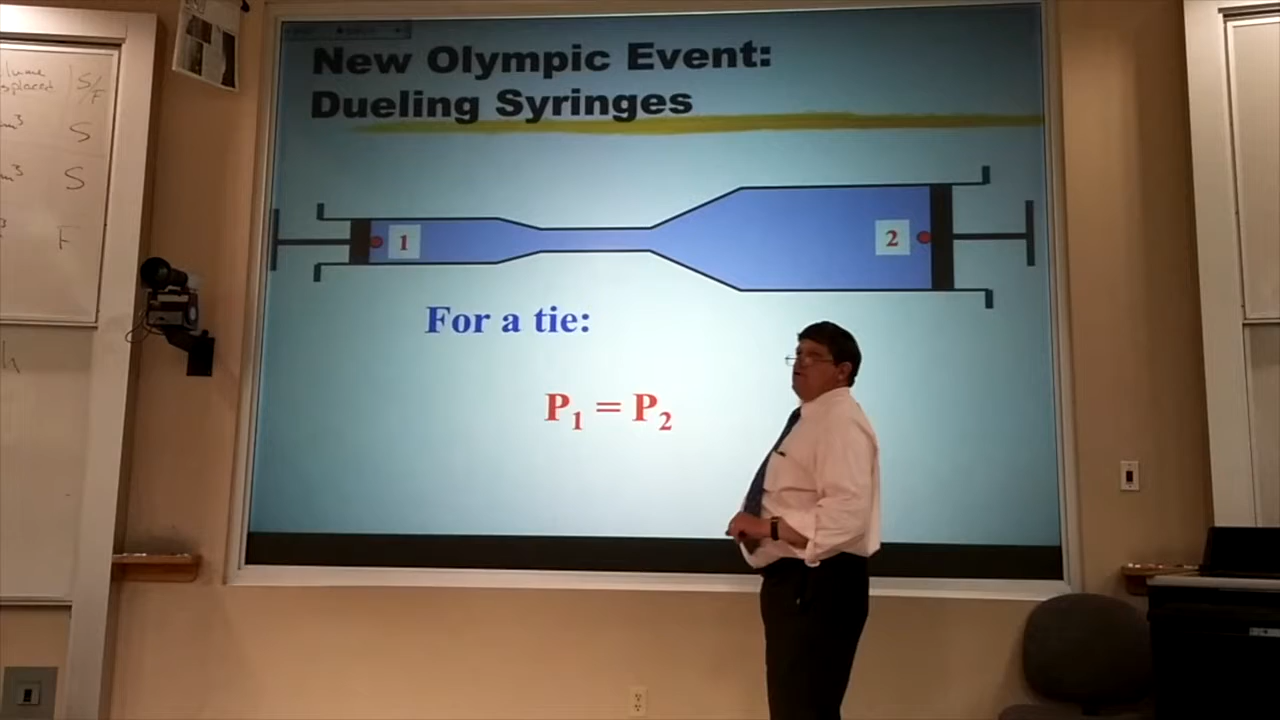 New Olympic Event:
Dueling Syringes
1
2
For a tie:
P₁ = P₂
S/F
S
S
F
h